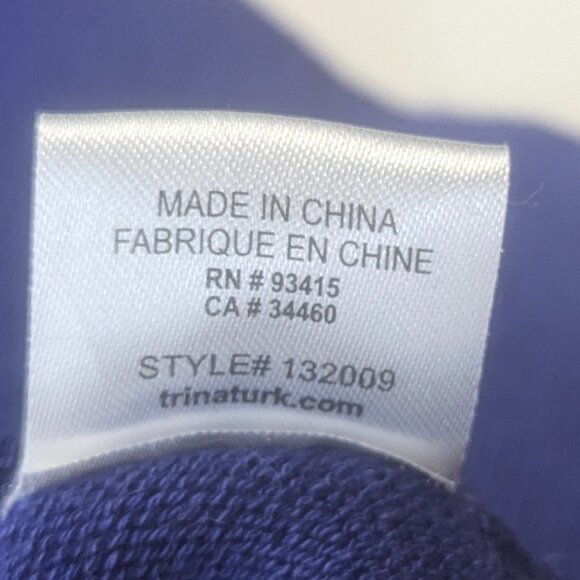 MADE IN CHINA
FABRIQUE EN CHINE
RN # 93415
CA # 34460
STYLE# 132009
trinaturk.com